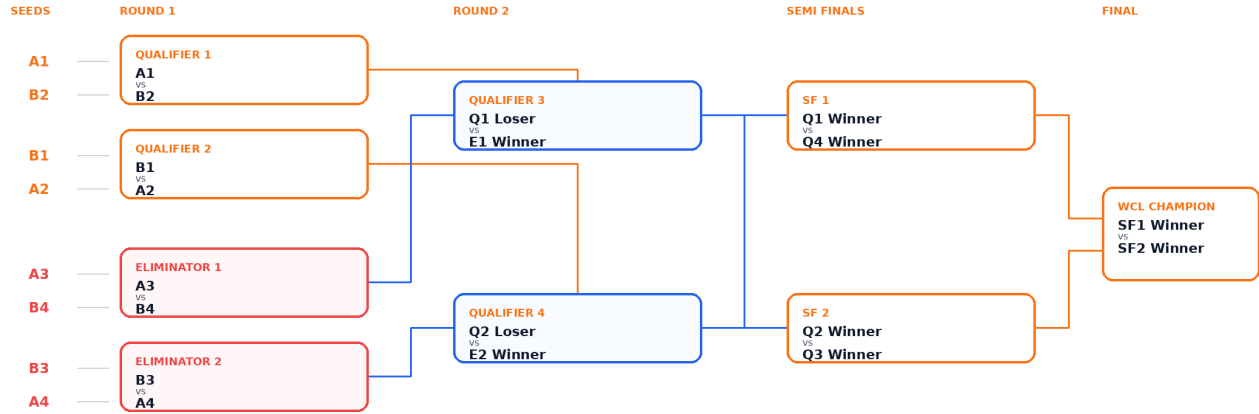 SEEDS
ROUND 1
ROUND 2
SEMI FINALS
FINAL
A1
B2
B1
A2
A3
B4
B3
A4
QUALIFIER 1
A1
vs
B2
QUALIFIER 2
B1
vs
A2
ELIMINATOR 1
A3
vs
B4
ELIMINATOR 2
B3
vs
A4
QUALIFIER 3
Q1 Loser
vs
E1 Winner
QUALIFIER 4
Q2 Loser
vs
E2 Winner
SF 1
Q1 Winner
vs
Q4 Winner
SF 2
Q2 Winner
vs
Q3 Winner
WCL CHAMPION
SF1 Winner
vs
SF2 Winner